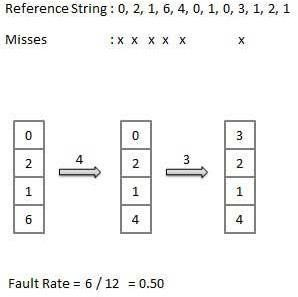 Reference String : 0, 2, 1, 6, 4, 0, 1, 0, 3, 1, 2, 1
Misses : x x x x x x
0 0 3
4 3
2 2 2
1 1 1
6 4 4
Fault Rate = 6 / 12 = 0.50